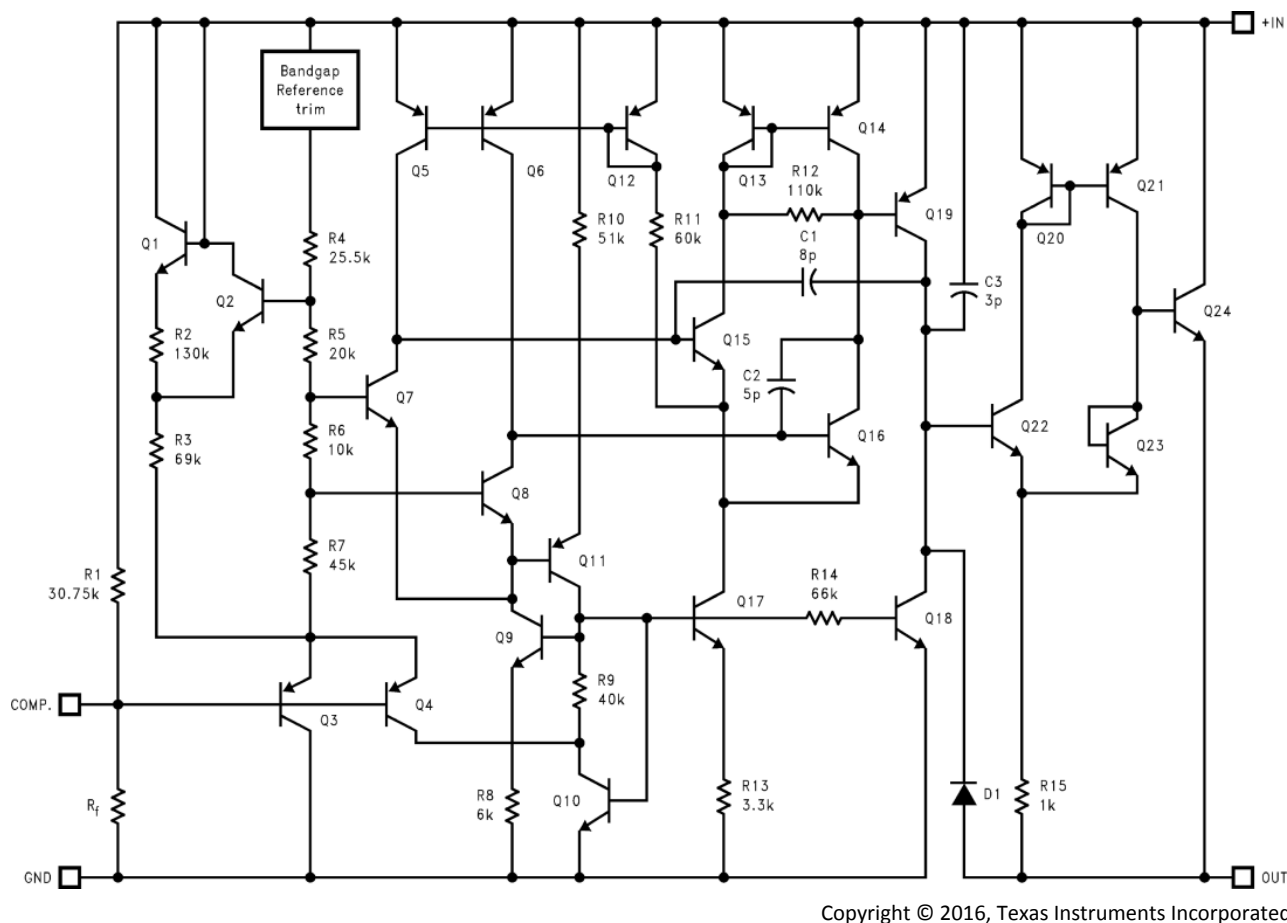 +IN
Bandgap
Reference
trim
Q5
Q6
Q12
Q13
Q14
R12
110k
Q19
Q20
Q21
Q1
Q2
R4
25.5k
R10
51k
R11
60k
C1
8p
C3
3p
Q24
R2
130k
R5
20k
Q15
R3
69k
Q7
R6
10k
C2
5p
Q16
Q22
Q23
Q8
R7
45k
R1
30.75k
Q11
Q17
R14
66k
Q18
Q9
COMP.
Q3
Q4
R9
40k
Rf
R8
6k
Q10
R13
3.3k
D1
R15
1k
GND
OUT
Copyright © 2016, Texas Instruments Incorporated